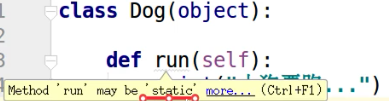 class Dog(object):
def run(self):
Method 'run' may be 'static' more... (Ctrl+F1)
..")